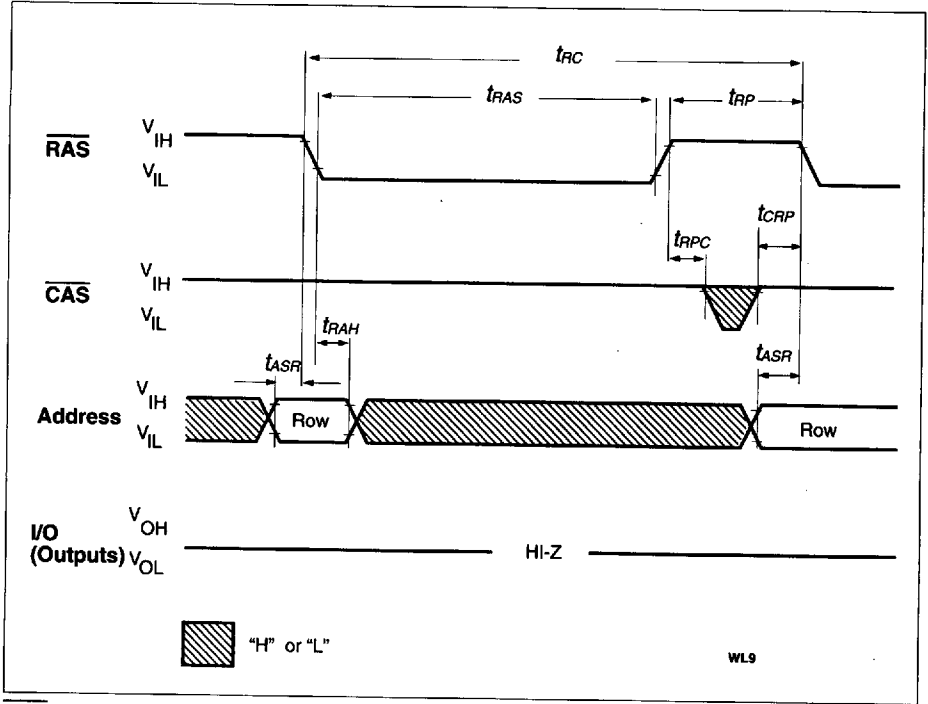 tRC
tRAS
tRP
RAS
VIH
VIL
tCRP
tRPC
CAS
VIH
VIL
tRAH
tASR
tASR
Address
VIH
VIL
Row
Row
I/O
(Outputs)
VOH
VOL
HI-Z
"H" or "L"
WL9